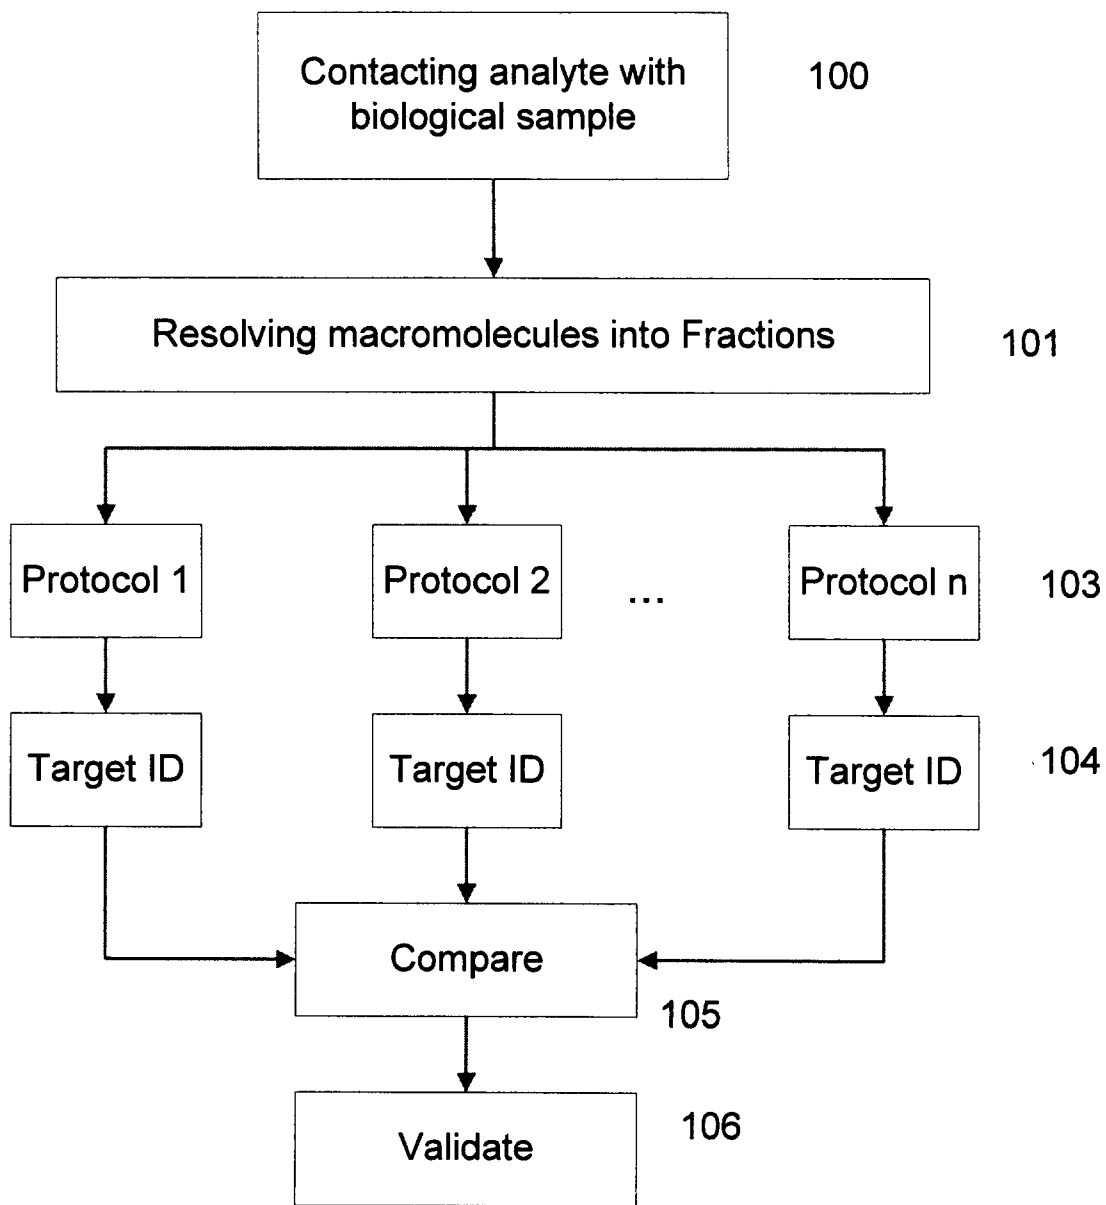 Contacting analyte with
biological sample
100
Resolving macromolecules into Fractions
101
Protocol 1
Protocol 2
...
Protocol n
103
Target ID
Target ID
Target ID
104
Compare
105
Validate
106